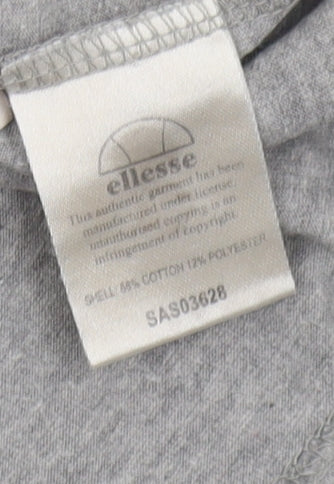 ellesse
This authentic garment has been
manufactured under license,
unauthorised copying is an
infringement of copyright.
SHELL: 88% COTTON 12% POLYESTER
SAS03628